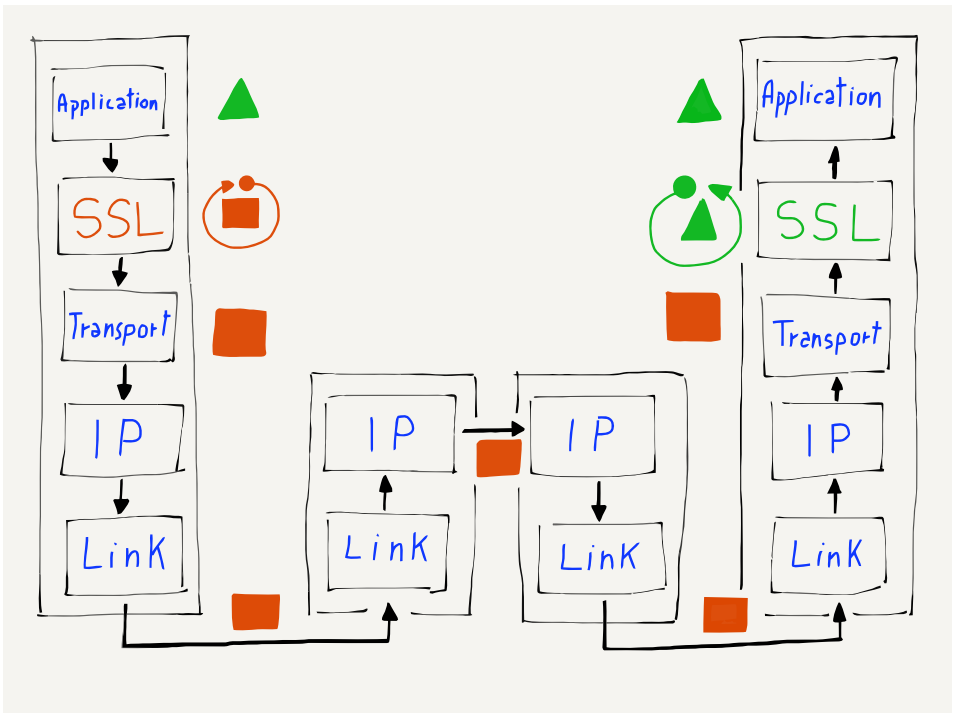 Application
SSL
Transport
IP
Link
IP
Link
IP
Link
Application
SSL
Transport
IP
Link